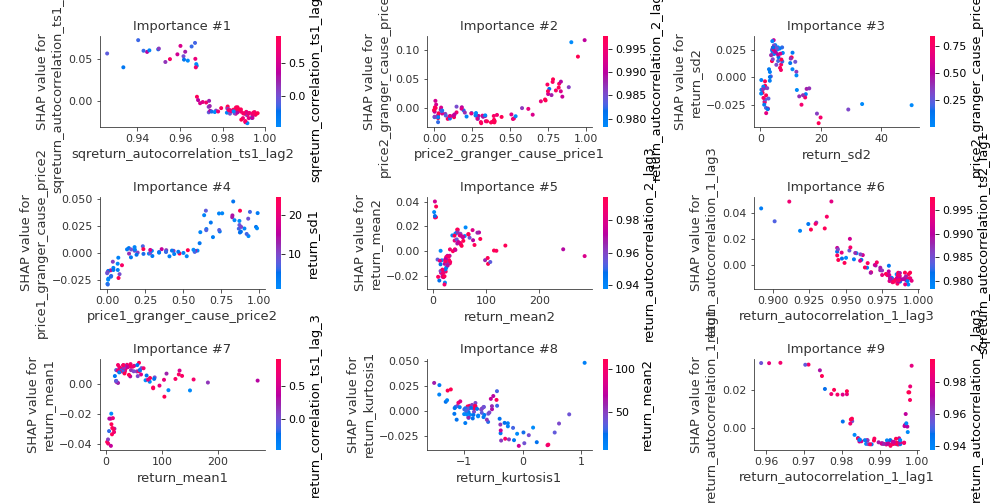 Importance #1
SHAP value for
sqreturn_autocorrelation_ts1_lag2
0.05
0.00
0.94
0.96
0.98
1.00
sqreturn_autocorrelation_ts1_lag2
0.5
0.0
Importance #2
SHAP value for
price2_granger_cause_price1
0.10
0.05
0.00
0.00
0.25
0.50
0.75
1.00
price2_granger_cause_price1
0.995
0.990
0.985
0.980
Importance #3
SHAP value for
return_sd2
0.025
0.000
−0.025
0
20
40
return_sd2
0.75
0.50
0.25
Importance #4
SHAP value for
price1_granger_cause_price2
0.050
0.025
0.000
−0.025
0.00
0.25
0.50
0.75
1.00
price1_granger_cause_price2
20
10
return_sd1
Importance #5
SHAP value for
return_mean2
0.04
0.02
0.00
−0.02
0
100
200
return_mean2
0.98
0.96
0.94
return_autocorrelation_2_lag3
Importance #6
SHAP value for
return_autocorrelation_1_lag3
0.04
0.02
0.00
0.900
0.925
0.950
0.975
1.000
return_autocorrelation_1_lag3
0.995
0.990
0.985
0.980
Importance #7
SHAP value for
return_mean1
0.00
−0.02
−0.04
0
100
200
return_mean1
0.5
0.0
return_correlation_ts1_lag_3
Importance #8
SHAP value for
return_kurtosis1
0.050
0.025
0.000
−0.025
−1
0
1
return_kurtosis1
100
50
return_mean2
Importance #9
SHAP value for
return_autocorrelation_1_lag1
0.02
0.00
0.96
0.97
0.98
0.99
1.00
return_autocorrelation_1_lag1
0.98
0.96
0.94
return_autocorrelation_2_lag3